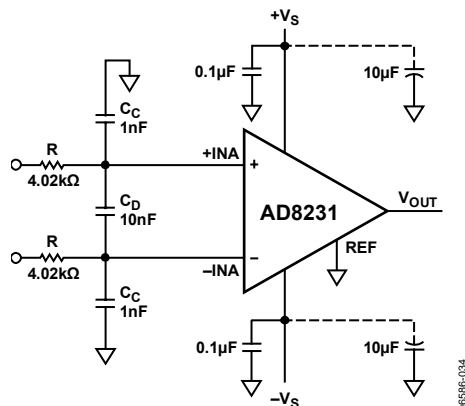 +VS
0.1µF
10µF
CC
1nF
R
+INA
+
4.02kΩ
CD
10nF
AD8231
VOUT
R
–INA
–
REF
4.02kΩ
CC
1nF
0.1µF
10µF
–VS
06586-034